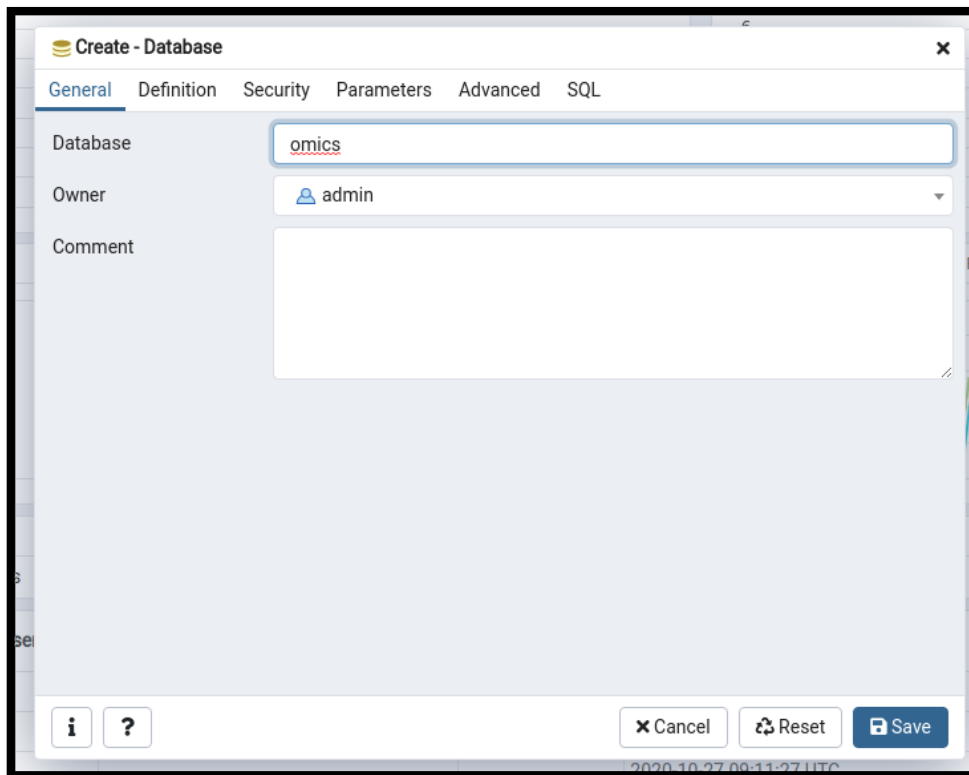 Create - Database
General Definition Security Parameters Advanced SQL
Database omics
Owner admin
Comment
i ? Cancel Reset Save
2020-10-27 09:11:27 UTC